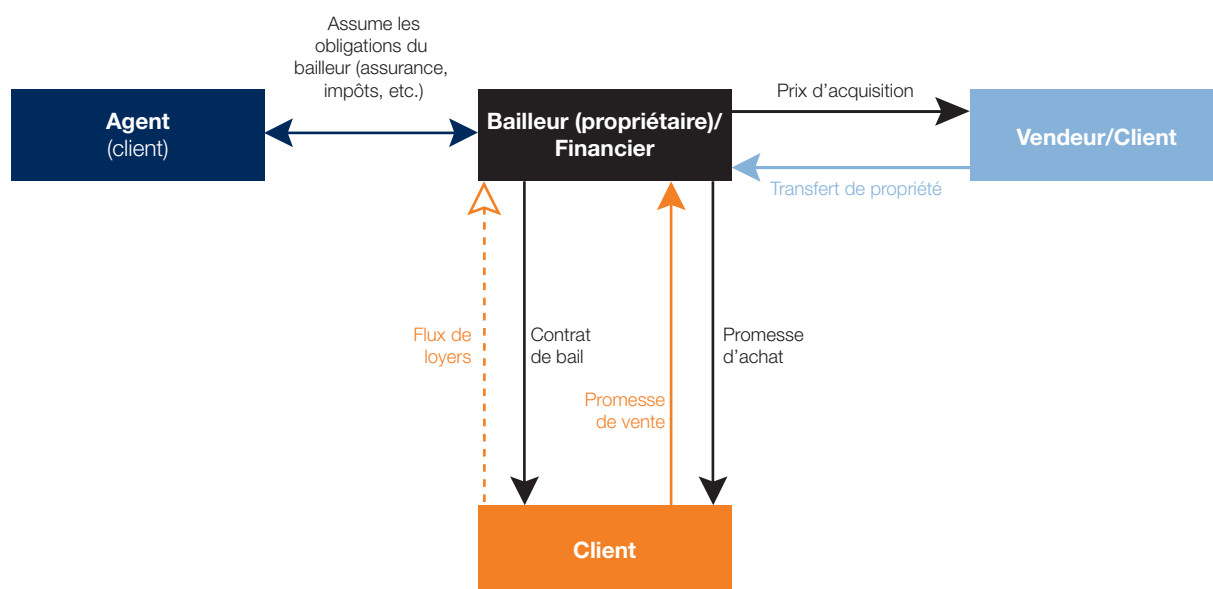 Assume les
obligations du
bailleur (assurance,
impôts, etc.)
Agent
(client)
Bailleur (propriétaire)/
Financier
Prix d’acquisition
Vendeur/Client
Transfert de propriété
Flux de
loyers
Contrat
de bail
Promesse
de vente
Promesse
d’achat
Client